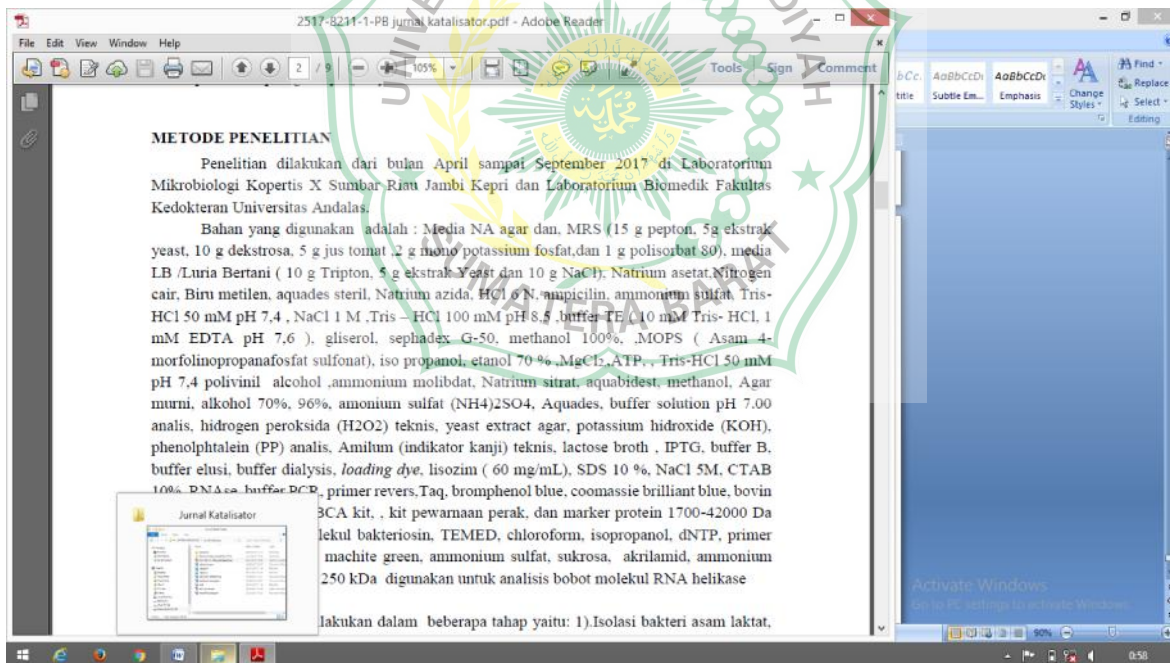 2517-8211-1-PB jurnal katalisator.pdf - Adobe Reader
File Edit View Window Help
2 / 9 105% Tools Sign Comment
METODE PENELITIAN
Penelitian dilakukan dari bulan April sampai September 2017 di Laboratorium
Mikrobiologi Kopertis X Sumbar Riau Jambi Kepri dan Laboratorium Biomedik Fakultas
Kedokteran Universitas Andalas.
Bahan yang digunakan adalah : Media NA agar dan, MRS (15 g pepton, 5g ekstrak
yeast, 10 g dekstrosa, 5 g jus tomat ,2 g mono potassium fosfat,dan 1 g polisorbat 80), media
LB /Luria Bertani ( 10 g Tripton, 5 g ekstrak Yeast dan 10 g NaCl), Natrium asetat,Nitrogen
cair, Biru metilen, aquades steril, Natrium azida, HCl 6 N, ampicilin, ammonium sulfat, Tris-
HCl 50 mM pH 7,4 , NaCl 1 M ,Tris – HCl 100 mM pH 8,5 ,buffer TE ( 10 mM Tris- HCl, 1
mM EDTA pH 7,6 ), gliserol, sephadex G-50, methanol 100%, ,MOPS ( Asam 4-
morfolinopropanafosfat sulfonat), iso propanol, etanol 70 % ,MgCl2,,ATP, , Tris-HCl 50 mM
pH 7,4 polivinil alcohol ,ammonium molibdat, Natrium sitrat, aquabidest, methanol, Agar
murni, alkohol 70%, 96%, amonium sulfat (NH4)2SO4, Aquades, buffer solution pH 7.00
analis, hidrogen peroksida (H2O2) teknis, yeast extract agar, potassium hidroxide (KOH),
phenolphtalein (PP) analis, Amilum (indikator kanji) teknis, lactose broth , IPTG, buffer B,
buffer elusi, buffer dialysis, loading dye, lisozim ( 60 mg/mL), SDS 10 %, NaCl 5M, CTAB
10%, RNAse, buffer PCR, primer revers,Taq, bromphenol blue, coomassie brilliant blue, bovin
BCA kit, , kit pewarnaan perak, dan marker protein 1700-42000 Da
lekul bakteriosin, TEMED, chloroform, isopropanol, dNTP, primer
machite green, ammonium sulfat, sukrosa, akrilamid, ammonium
250 kDa digunakan untuk analisis bobot molekul RNA helikase
lakukan dalam beberapa tahap yaitu: 1).Isolasi bakteri asam laktat,
Jurnal Katalisator
AaBbCcDc AaBbCcDc
title Subtle Em... Emphasis
Change
Styles
Find
Replace
Select
Editing
SUMATERA BARAT
Activate Windows
Go to PC settings to activate Windows.
90%
0:58